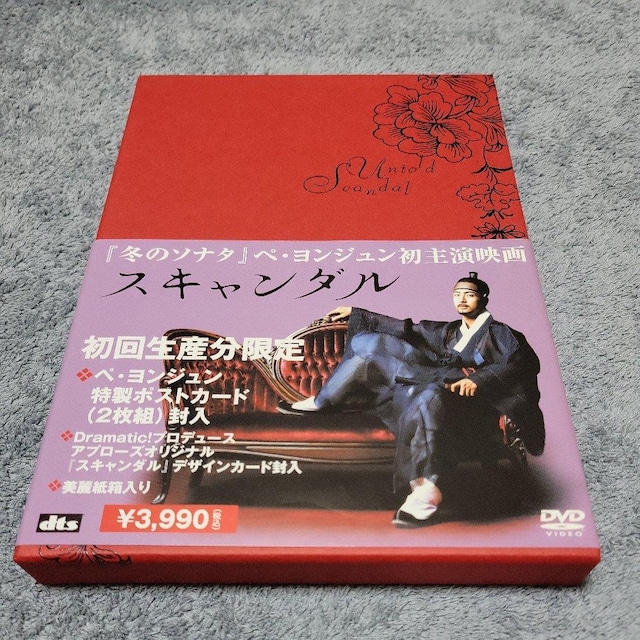 Untold
Scandal
『冬のソナタ』ペ・ヨンジュン初主演映画
スキャンダル
初回生産分限定
ペ・ヨンジュン
特製ポストカード
(2枚組)封入
Dramatic!プロデュース
アプローズオリジナル
『スキャンダル』デザインカード封入
美麗紙箱入り
dts
¥3,990(税込)
DVD
VIDEO